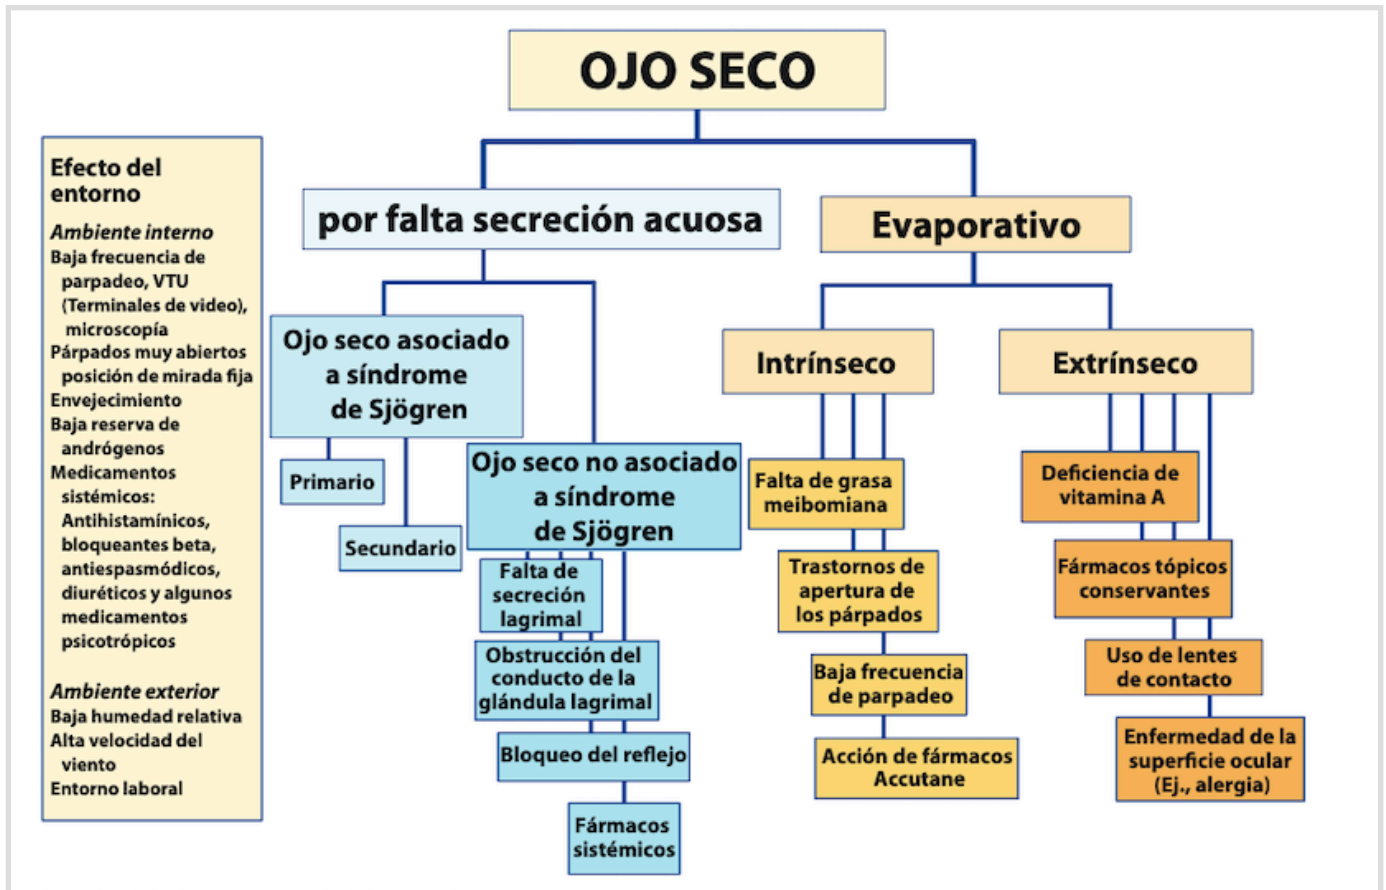 OJO SECO
Efecto del
entorno
Ambiente interno
Baja frecuencia de
parpadeo, VTU
(Terminales de video),
microscopía
Párpados muy abiertos
posición de mirada fija
Envejecimiento
Baja reserva de
andrógenos
Medicamentos
sistémicos:
Antihistamínicos,
bloqueantes beta,
antiespasmódicos,
diuréticos y algunos
medicamentos
psicotrópicos
Ambiente exterior
Baja humedad relativa
Alta velocidad del
viento
Entorno laboral
por falta secreción acuosa
Ojo seco asociado
a síndrome
de Sjögren
Primario
Secundario
Ojo seco no asociado
a síndrome
de Sjögren
Falta de
secreción
lagrimal
Obstrucción del
conducto de la
glándula lagrimal
Bloqueo del reflejo
Fármacos
sistémicos
Evaporativo
Intrínseco
Falta de grasa
meibomiana
Trastornos de
apertura de
los párpados
Baja frecuencia
de parpadeo
Acción de fármacos
Accutane
Extrínseco
Deficiencia de
vitamina A
Fármacos tópicos
conservantes
Uso de lentes
de contacto
Enfermedad de la
superficie ocular
(Ej., alergia)